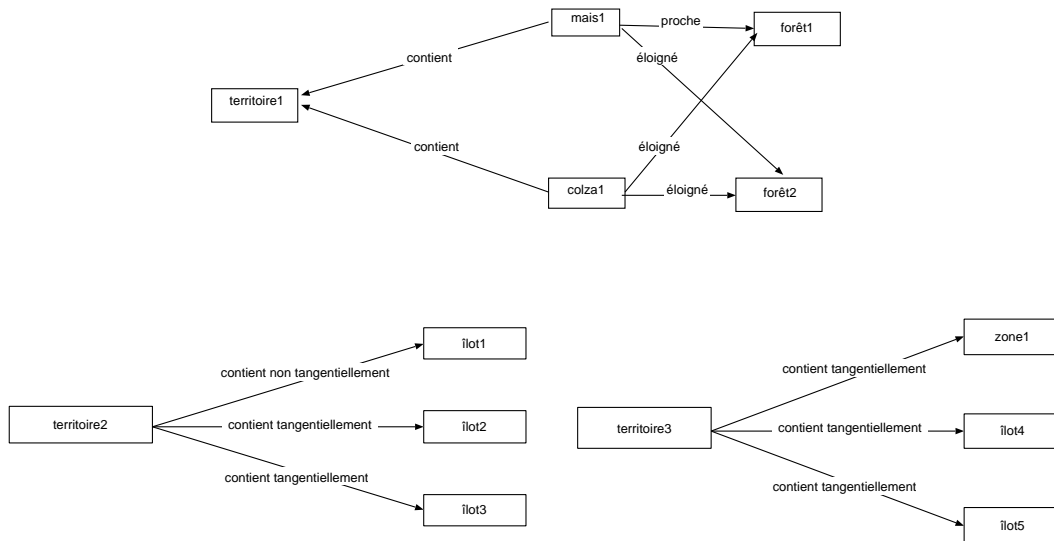 mais1
proche
forêt1
contient
éloigné
territoire1
contient
éloigné
colza1
éloigné
forêt2
îlot1
contient non tangentiellement
territoire2
contient tangentiellement
îlot2
contient tangentiellement
îlot3
zone1
contient tangentiellement
territoire3
contient tangentiellement
îlot4
contient tangentiellement
îlot5